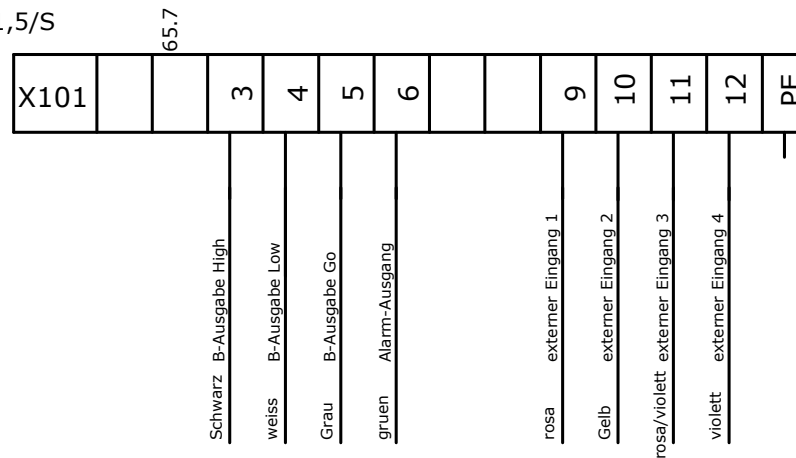 1,5/S
65.7
X101
3
4
5
6
9
10
11
12
PE
Schwarz B-Ausgabe High
weiss B-Ausgabe Low
Grau B-Ausgabe Go
gruen Alarm-Ausgang
rosa externer Eingang 1
Gelb externer Eingang 2
rosa/violett externer Eingang 3
violett externer Eingang 4